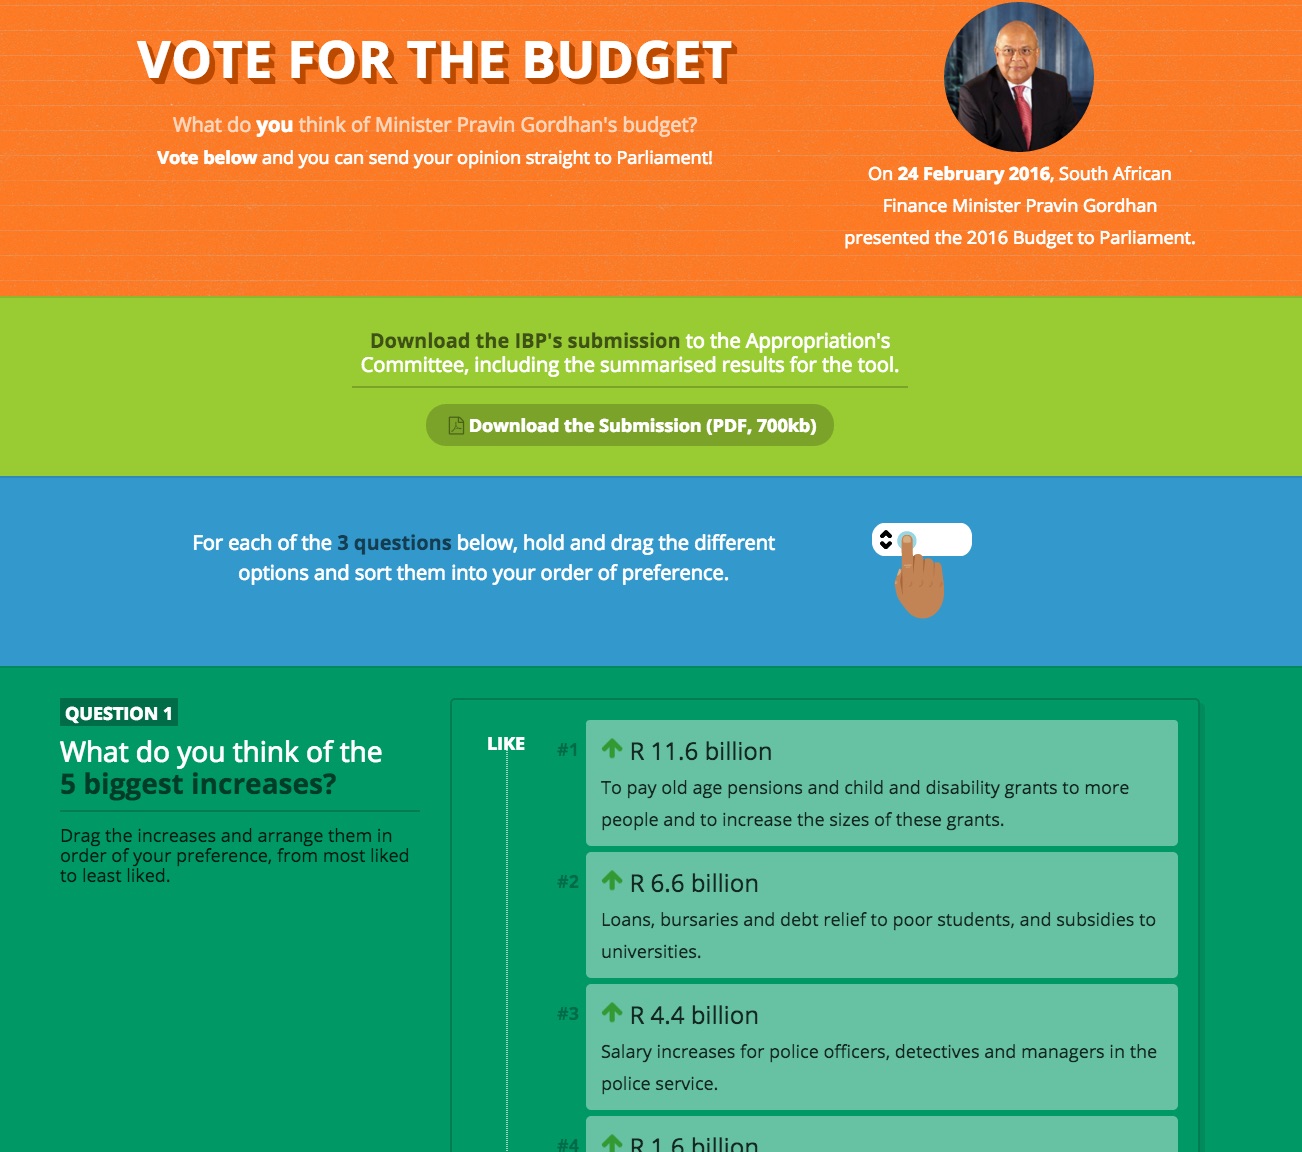 VOTE FOR THE BUDGET
What do you think of Minister Pravin Gordhan's budget?
Vote below and you can send your opinion straight to Parliament!
On 24 February 2016, South African
Finance Minister Pravin Gordhan
presented the 2016 Budget to Parliament.
Download the IBP's submission to the Appropriation's
Committee, including the summarised results for the tool.
Download the Submission (PDF, 700kb)
For each of the 3 questions below, hold and drag the different
options and sort them into your order of preference.
QUESTION 1
What do you think of the
5 biggest increases?
Drag the increases and arrange them in
order of your preference, from most liked
to least liked.
LIKE
#1
R 11.6 billion
To pay old age pensions and child and disability grants to more
people and to increase the sizes of these grants.
#2
R 6.6 billion
Loans, bursaries and debt relief to poor students, and subsidies to
universities.
#3
R 4.4 billion
Salary increases for police officers, detectives and managers in the
police service.
#4
R 1.6 billion